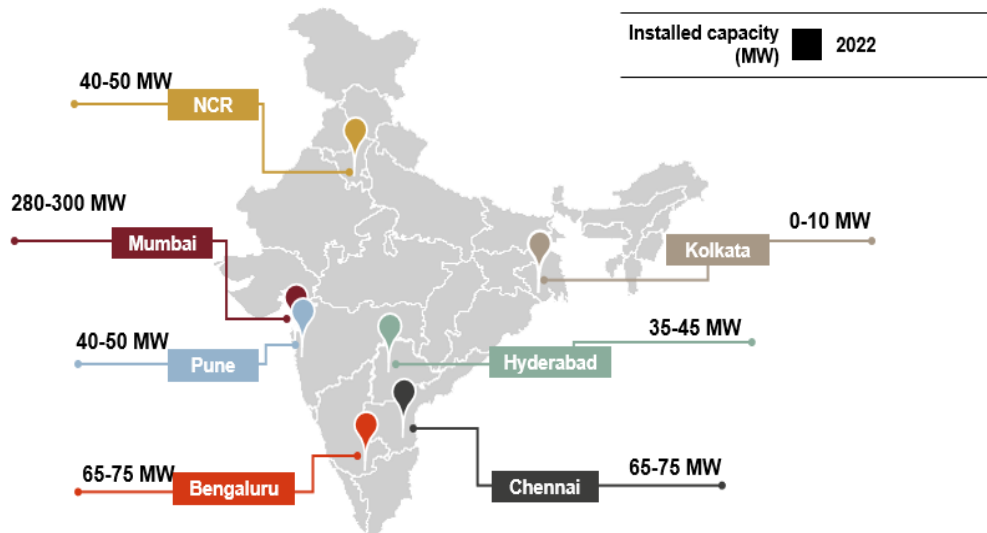 Installed capacity
(MW)
2022
40-50 MW
NCR
280-300 MW
Mumbai
0-10 MW
Kolkata
40-50 MW
Pune
35-45 MW
Hyderabad
65-75 MW
Bengaluru
65-75 MW
Chennai